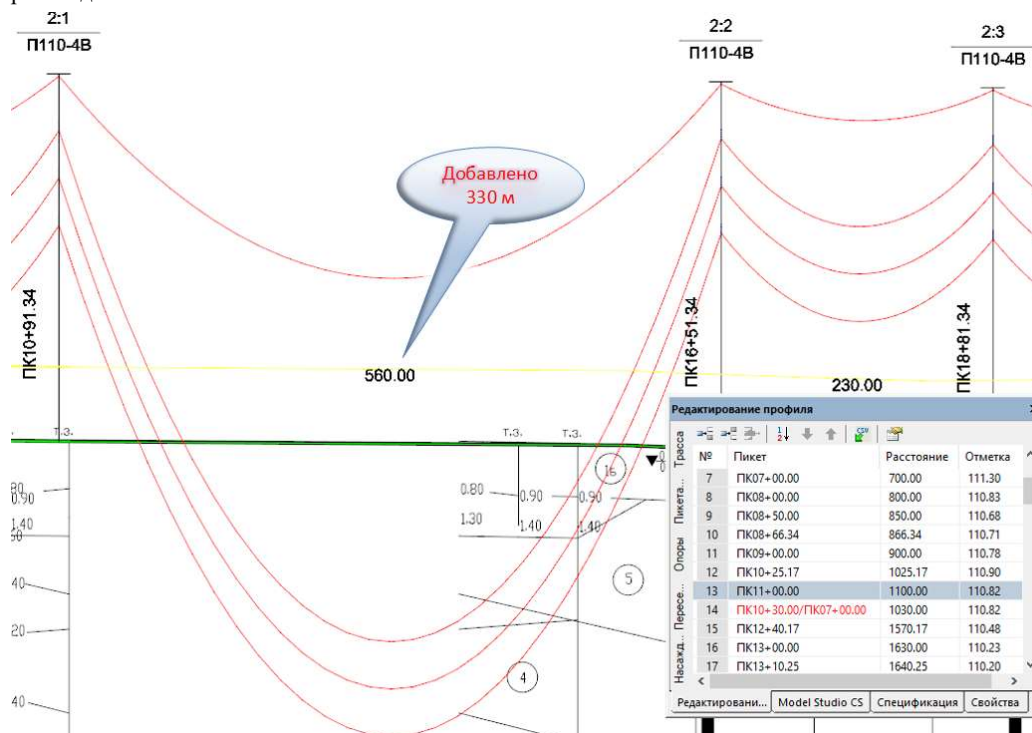 2:1
П110-4В
2:2
П110-4В
2:3
П110-4В
Добавлено
330 м
ПК10+91.34
ПК16+51.34
ПК18+81.34
560.00
230.00
т.з.
т.з.
т.з.
1б
0.90
1.40
0.80
0.90
0.90
1.30
1.40
1.40
5
4
40
20
40
Редактирование профиля
Трасса
Пикета...
Опоры
Пересе...
Насажд...
№ Пикет Расстояние Отметка
7 ПК07+00.00 700.00 111.30
8 ПК08+00.00 800.00 110.83
9 ПК08+50.00 850.00 110.68
10 ПК08+66.34 866.34 110.71
11 ПК09+00.00 900.00 110.78
12 ПК10+25.17 1025.17 110.90
13 ПК11+00.00 1100.00 110.82
14 ПК10+30.00/ПК07+00.00 1030.00 110.82
15 ПК12+40.17 1570.17 110.48
16 ПК13+00.00 1630.00 110.23
17 ПК13+10.25 1640.25 110.20
Редактировани... Model Studio CS Спецификация Свойства